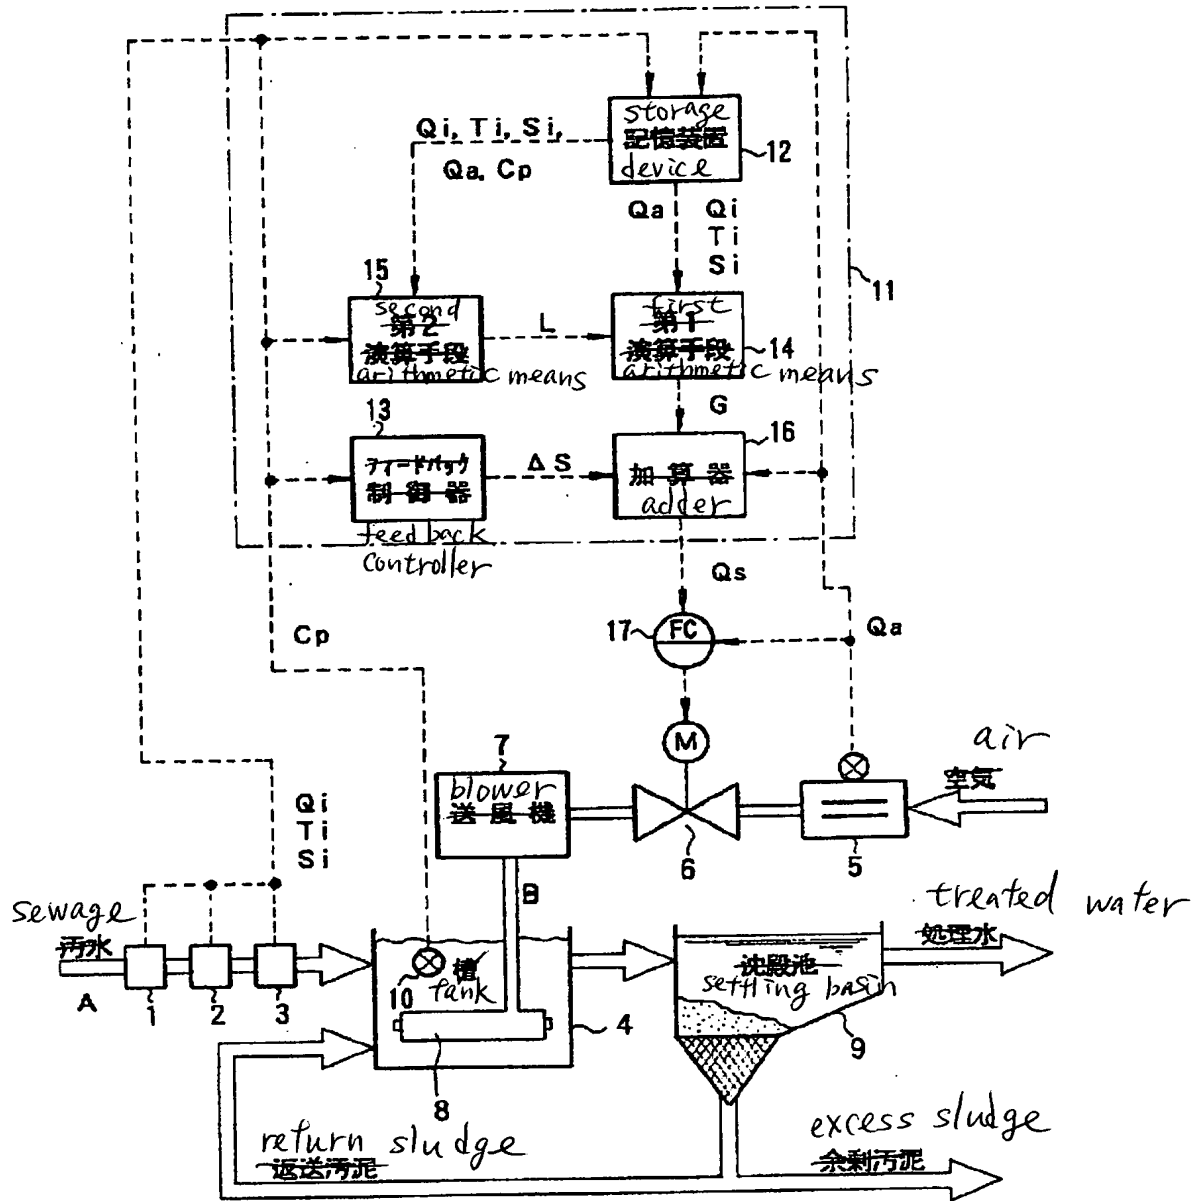 storage
記憶装置
device
12
Qi, Ti, Si,
Qa, Cp
Qa
Qi
Ti
Si
11
15
second
第2
演算手段
arithmetic means
L
first
第1
演算手段
arithmetic means
14
G
13
フィードバック
制御器
feedback
controller
ΔS
16
加算器
adder
Qs
Cp
17
FC
Qa
M
air
空気
7
blower
送風機
6
5
Qi
Ti
Si
B
treated water
処理水
sewage
汚水
A
1
2
3
10
槽
tank
沈殿池
settling basin
4
9
8
excess sludge
余剰汚泥
return sludge
返送汚泥